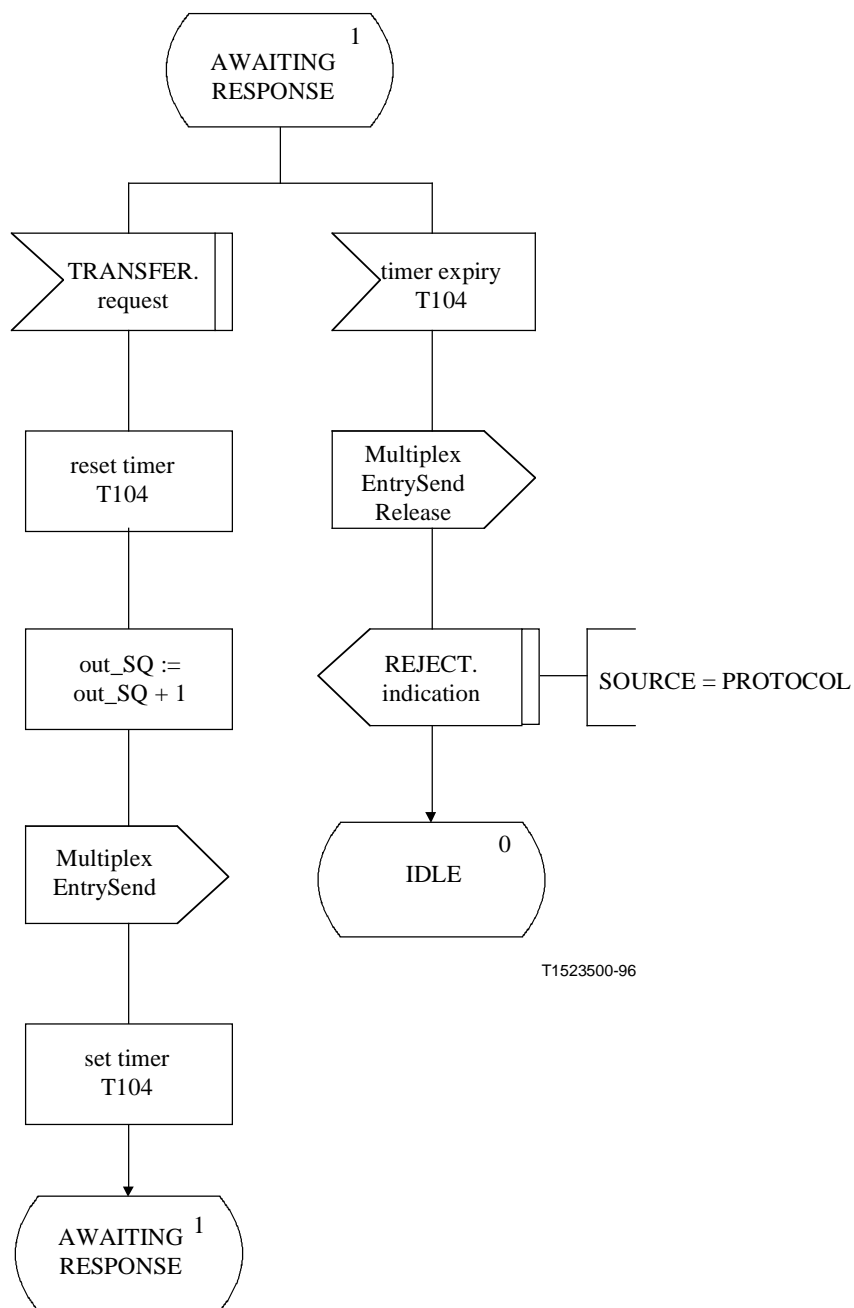 1
AWAITING
RESPONSE
TRANSFER.
request
reset timer
T104
out_SQ :=
out_SQ + 1
Multiplex
EntrySend
set timer
T104
AWAITING 1
RESPONSE
timer expiry
T104
Multiplex
EntrySend
Release
REJECT.
indication
SOURCE = PROTOCOL
0
IDLE
T1523500-96